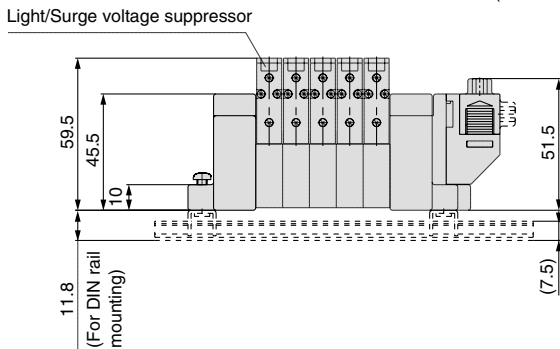 (
Light/Surge voltage suppressor
59.5
45.5
10
51.5
11.8
(For DIN rail
mounting)
(7.5)